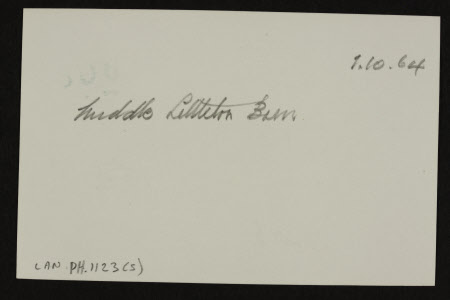 1.10.64
Middle Littleton Barn
LAN. PH. 1123 (S)